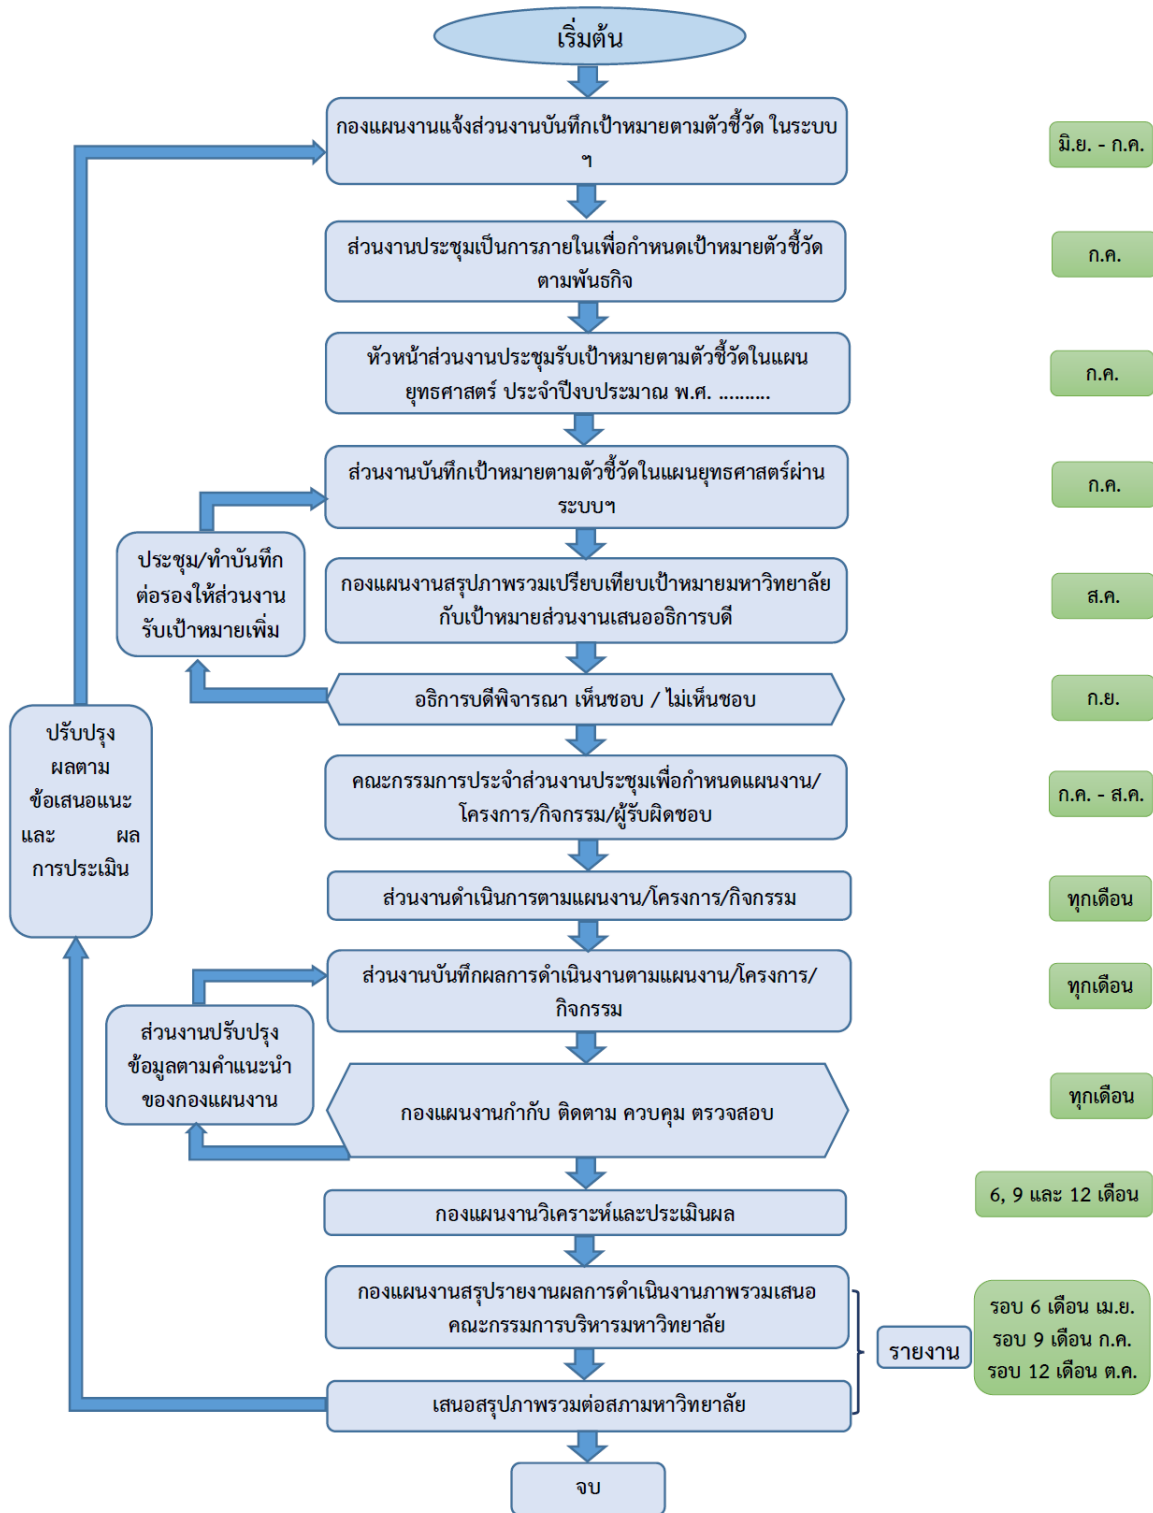 เริ่มต้น
กองแผนงานแจ้งส่วนงานบันทึกเป้าหมายตามตัวชี้วัด ในระบบ
ฯ
มิ.ย. - ก.ค.
ส่วนงานประชุมเป็นการภายในเพื่อกำหนดเป้าหมายตัวชี้วัด
ตามพันธกิจ
ก.ค.
หัวหน้าส่วนงานประชุมรับเป้าหมายตามตัวชี้วัดในแผน
ยุทธศาสตร์ ประจำปีงบประมาณ พ.ศ. ..........
ก.ค.
ส่วนงานบันทึกเป้าหมายตามตัวชี้วัดในแผนยุทธศาสตร์ผ่าน
ระบบฯ
ก.ค.
ประชุม/ทำบันทึก
ต่อรองให้ส่วนงาน
รับเป้าหมายเพิ่ม
กองแผนงานสรุปภาพรวมเปรียบเทียบเป้าหมายมหาวิทยาลัย
กับเป้าหมายส่วนงานเสนออธิการบดี
ส.ค.
อธิการบดีพิจารณา เห็นชอบ / ไม่เห็นชอบ
ก.ย.
ปรับปรุง
ผลตาม
ข้อเสนอแนะ
และ ผล
การประเมิน
คณะกรรมการประจำส่วนงานประชุมเพื่อกำหนดแผนงาน/
โครงการ/กิจกรรม/ผู้รับผิดชอบ
ก.ค. - ส.ค.
ส่วนงานดำเนินการตามแผนงาน/โครงการ/กิจกรรม
ทุกเดือน
ส่วนงานบันทึกผลการดำเนินงานตามแผนงาน/โครงการ/
กิจกรรม
ทุกเดือน
ส่วนงานปรับปรุง
ข้อมูลตามคำแนะนำ
ของกองแผนงาน
กองแผนงานกำกับ ติดตาม ควบคุม ตรวจสอบ
ทุกเดือน
กองแผนงานวิเคราะห์และประเมินผล
6, 9 และ 12 เดือน
กองแผนงานสรุปรายงานผลการดำเนินงานภาพรวมเสนอ
คณะกรรมการบริหารมหาวิทยาลัย
รายงาน
รอบ 6 เดือน เม.ย.
รอบ 9 เดือน ก.ค.
รอบ 12 เดือน ต.ค.
เสนอสรุปภาพรวมต่อสภามหาวิทยาลัย
จบ